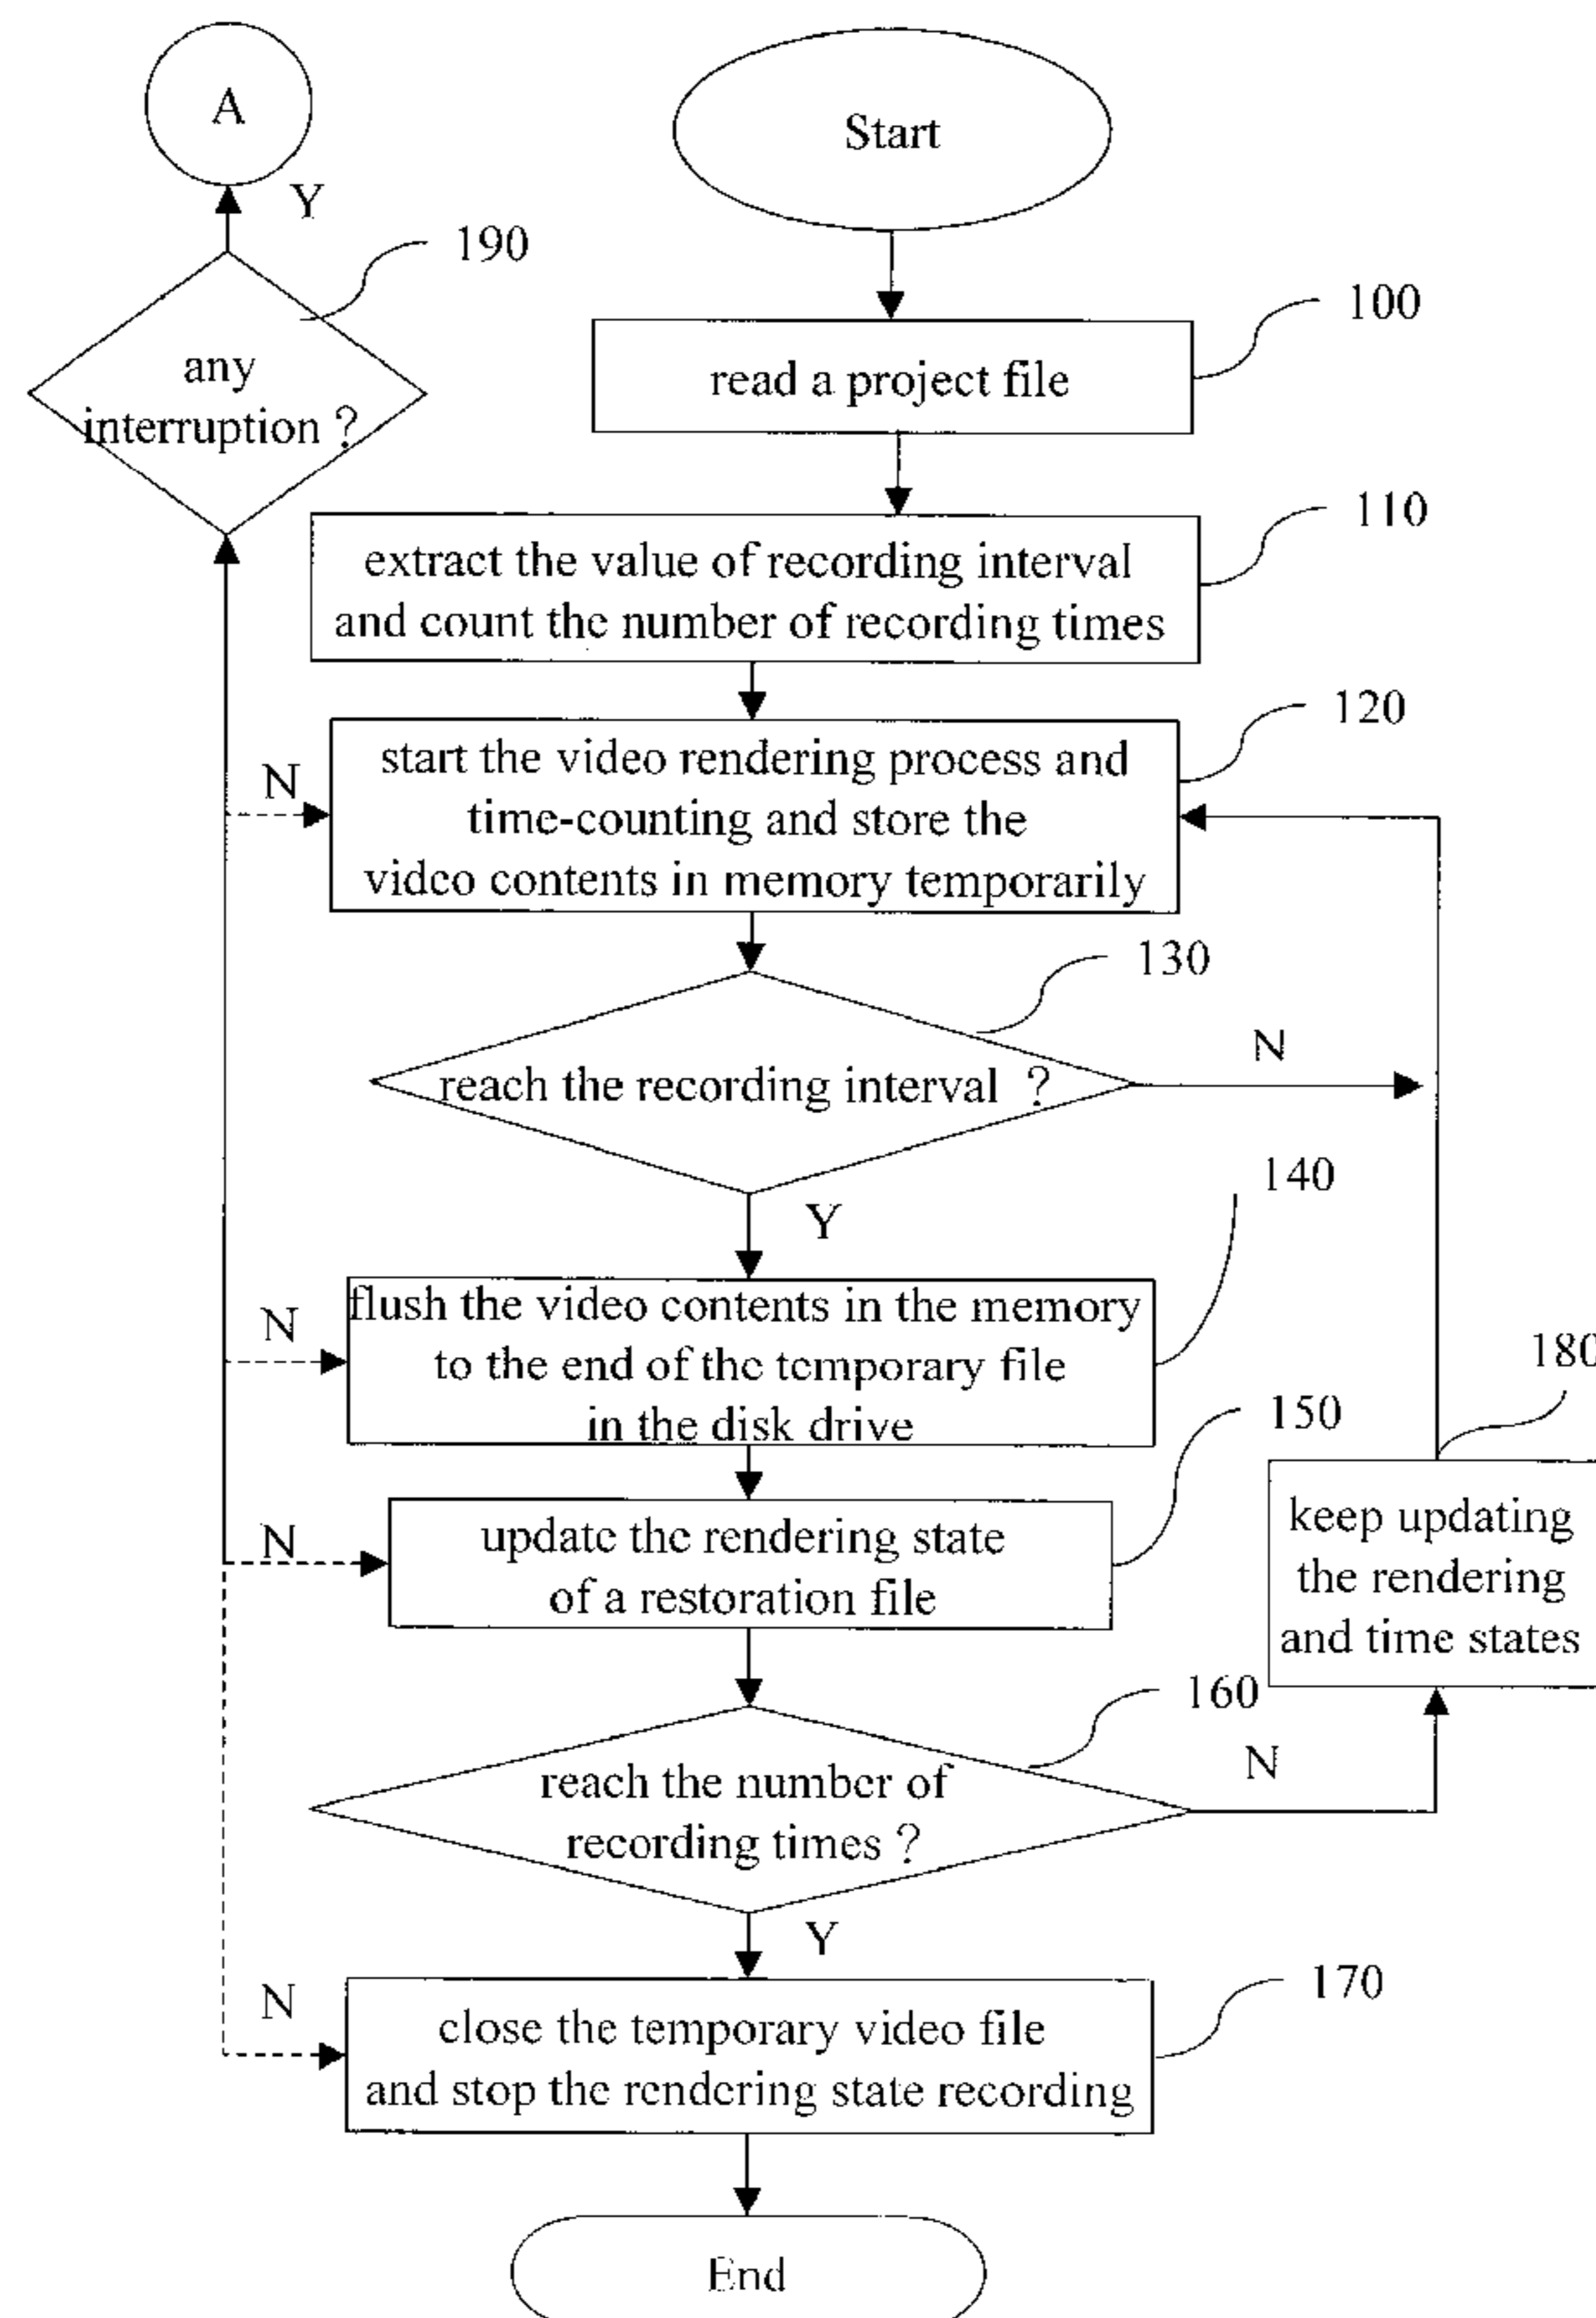 A
Start
Y
190
100
any
interruption ?
read a project file
110
extract the value of recording interval
and count the number of recording times
120
start the video rendering process and
time-counting and store the
video contents in memory temporarily
N
130
reach the recording interval ?
N
140
Y
flush the video contents in the memory
to the end of the temporary file
in the disk drive
N
180
150
update the rendering state
of a restoration file
N
keep updating
the rendering
and time states
160
reach the number of
recording times ?
N
Y
170
N
close the temporary video file
and stop the rendering state recording
End